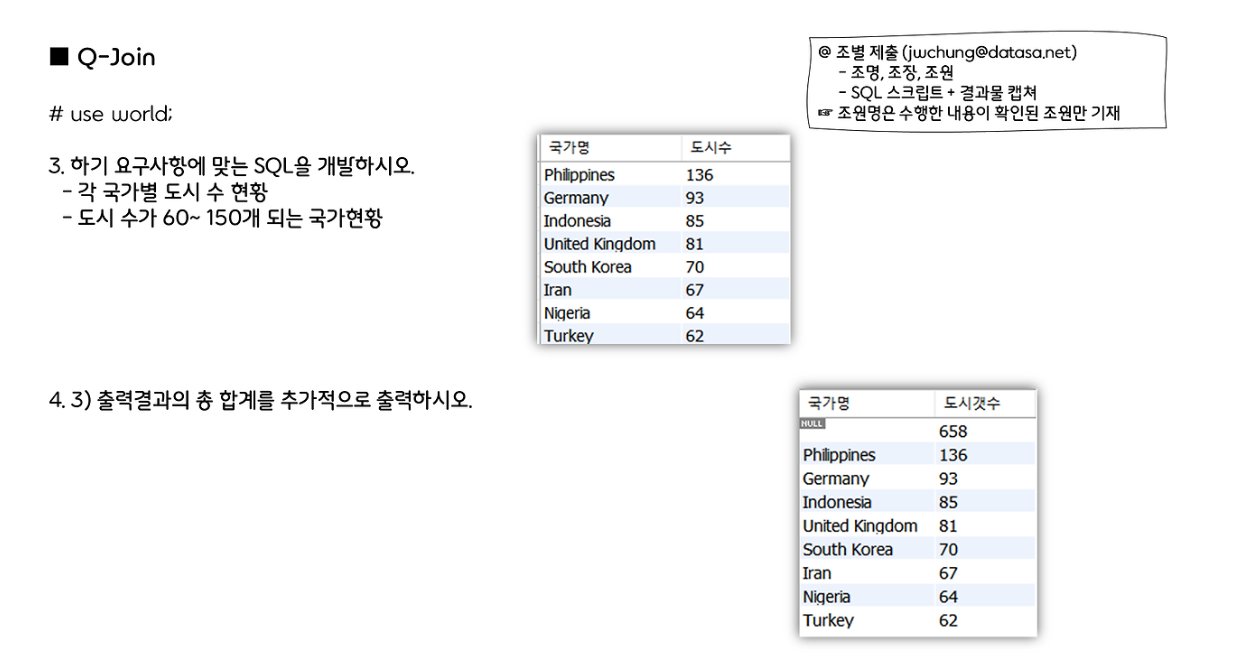 ■ Q-Join
@ 조별 제출 (jwchung@datasa.net)
- 조명, 조장, 조원
- SQL 스크립트 + 결과물 캡쳐
☞ 조원명은 수행한 내용이 확인된 조원만 기재
# use world;
3. 하기 요구사항에 맞는 SQL을 개발하시오.
- 각 국가별 도시 수 현황
- 도시 수가 60~ 150개 되는 국가현황
국가명 도시수
Philippines 136
Germany 93
Indonesia 85
United Kingdom 81
South Korea 70
Iran 67
Nigeria 64
Turkey 62
4. 3) 출력결과의 총 합계를 추가적으로 출력하시오.
국가명 도시갯수
NULL 658
Philippines 136
Germany 93
Indonesia 85
United Kingdom 81
South Korea 70
Iran 67
Nigeria 64
Turkey 62